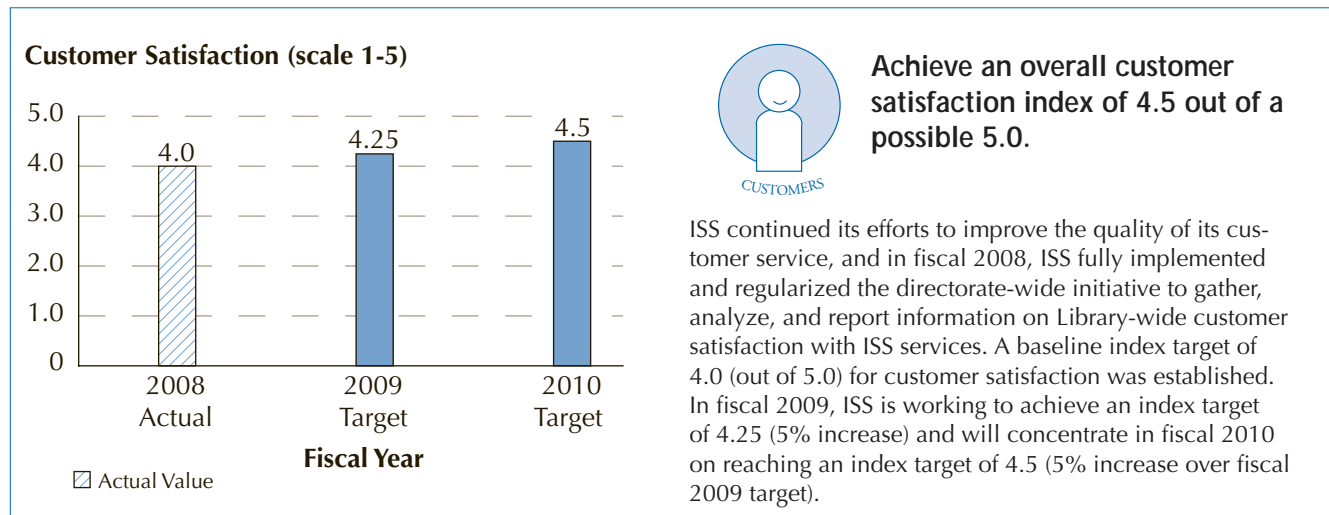 Customer Satisfaction (scale 1-5)
5.0
4.0
3.0
2.0
1.0
0
4.0
4.25
4.5
2008
Actual
2009
Target
2010
Target
Fiscal Year
Actual Value
CUSTOMERS
Achieve an overall customer
satisfaction index of 4.5 out of a
possible 5.0.
ISS continued its efforts to improve the quality of its cus-
tomer service, and in fiscal 2008, ISS fully implemented
and regularized the directorate-wide initiative to gather,
analyze, and report information on Library-wide customer
satisfaction with ISS services. A baseline index target of
4.0 (out of 5.0) for customer satisfaction was established.
In fiscal 2009, ISS is working to achieve an index target
of 4.25 (5% increase) and will concentrate in fiscal 2010
on reaching an index target of 4.5 (5% increase over fiscal
2009 target).